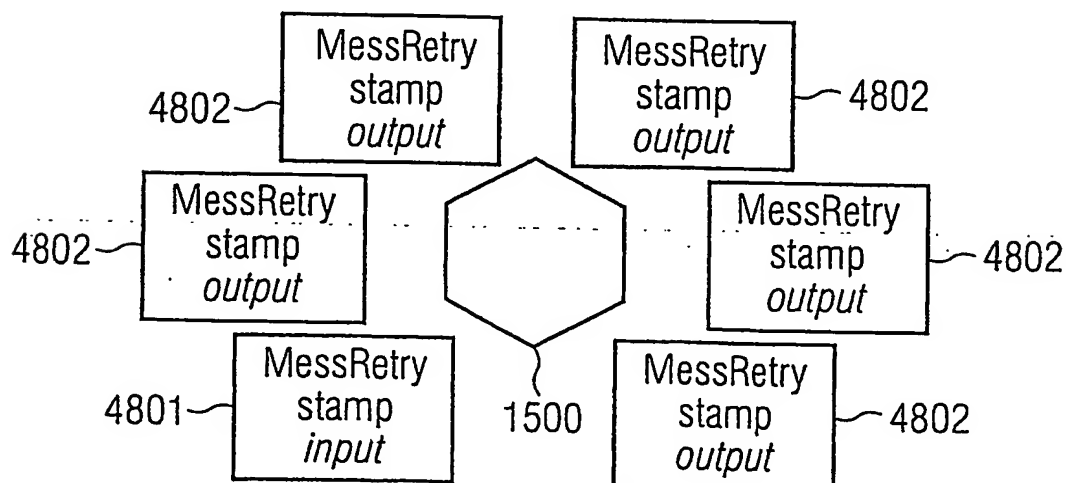 MessRetry
stamp
output
4802
MessRetry
stamp
output
4802
MessRetry
stamp
output
4802
MessRetry
stamp
output
4802
MessRetry
stamp
input
4801
1500
MessRetry
stamp
output
4802